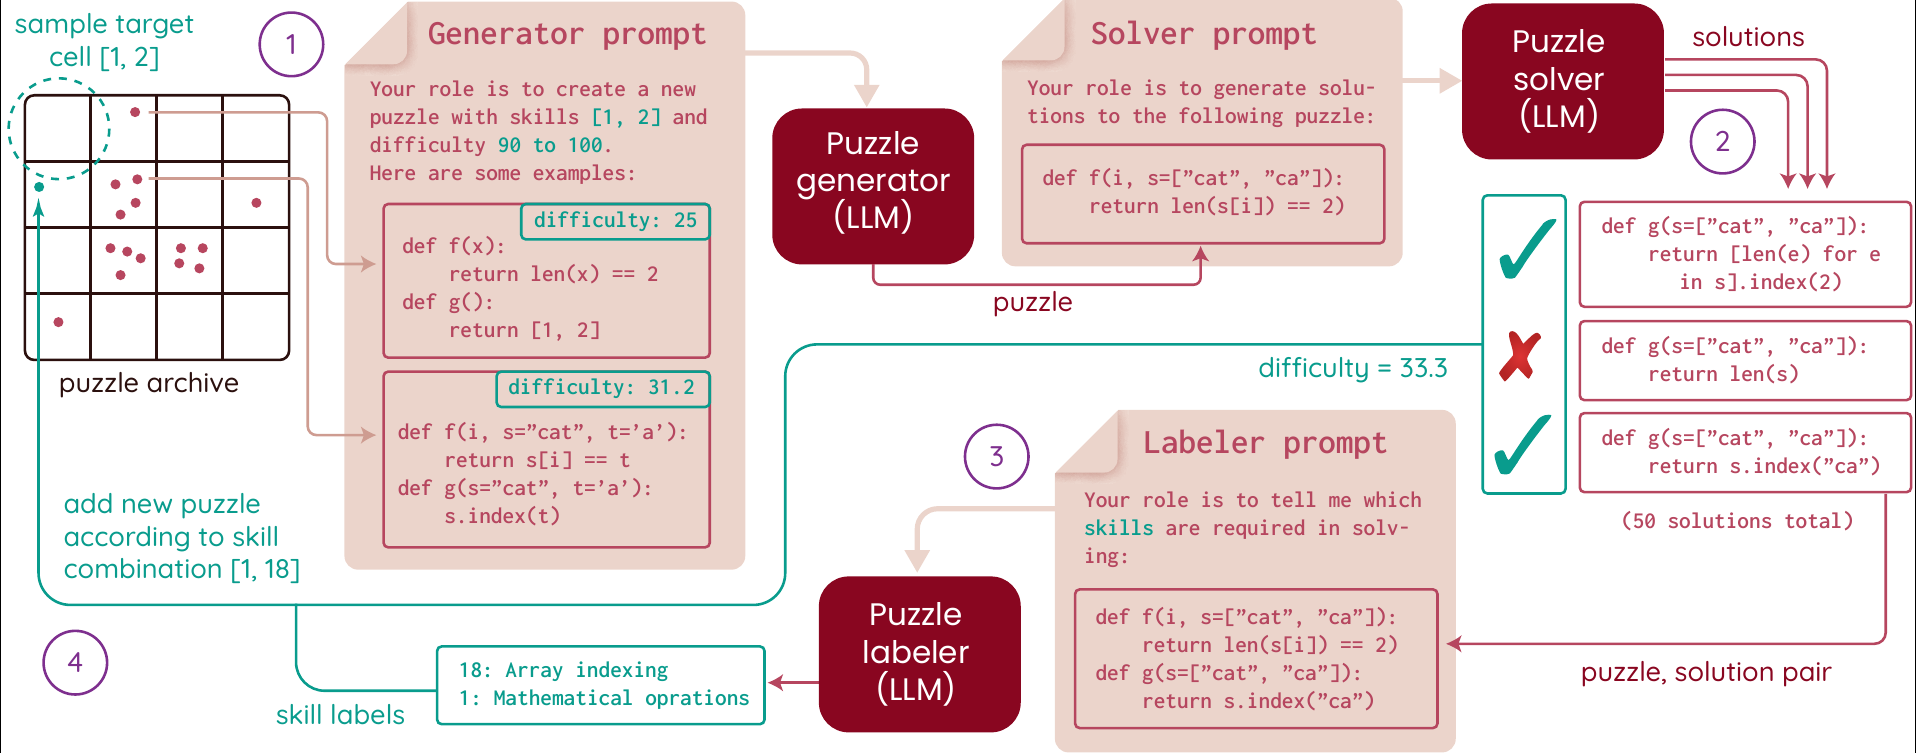 sample target
cell [1, 2]
1
puzzle archive
Generator prompt
Your role is to create a new
puzzle with skills [1, 2] and
difficulty 90 to 100.
Here are some examples:
difficulty: 25
def f(x):
    return len(x) == 2
def g():
    return [1, 2]
difficulty: 31.2
def f(i, s=”cat”, t=’a’):
    return s[i] == t
def g(s=”cat”, t=’a’):
    s.index(t)
Puzzle
generator
(LLM)
puzzle
Solver prompt
Your role is to generate solu-
tions to the following puzzle:
def f(i, s=[”cat”, ”ca”]):
    return len(s[i]) == 2)
Puzzle
solver
(LLM)
solutions
2
def g(s=[”cat”, ”ca”]):
    return [len(e) for e
    in s].index(2)
def g(s=[”cat”, ”ca”]):
    return len(s)
def g(s=[”cat”, ”ca”]):
    return s.index(”ca”)
(50 solutions total)
difficulty = 33.3
puzzle, solution pair
3
Labeler prompt
Your role is to tell me which
skills are required in solv-
ing:
def f(i, s=[”cat”, ”ca”]):
    return len(s[i]) == 2)
def g(s=[”cat”, ”ca”]):
    return s.index(”ca”)
Puzzle
labeler
(LLM)
18: Array indexing
1: Mathematical oprations
skill labels
add new puzzle
according to skill
combination [1, 18]
4